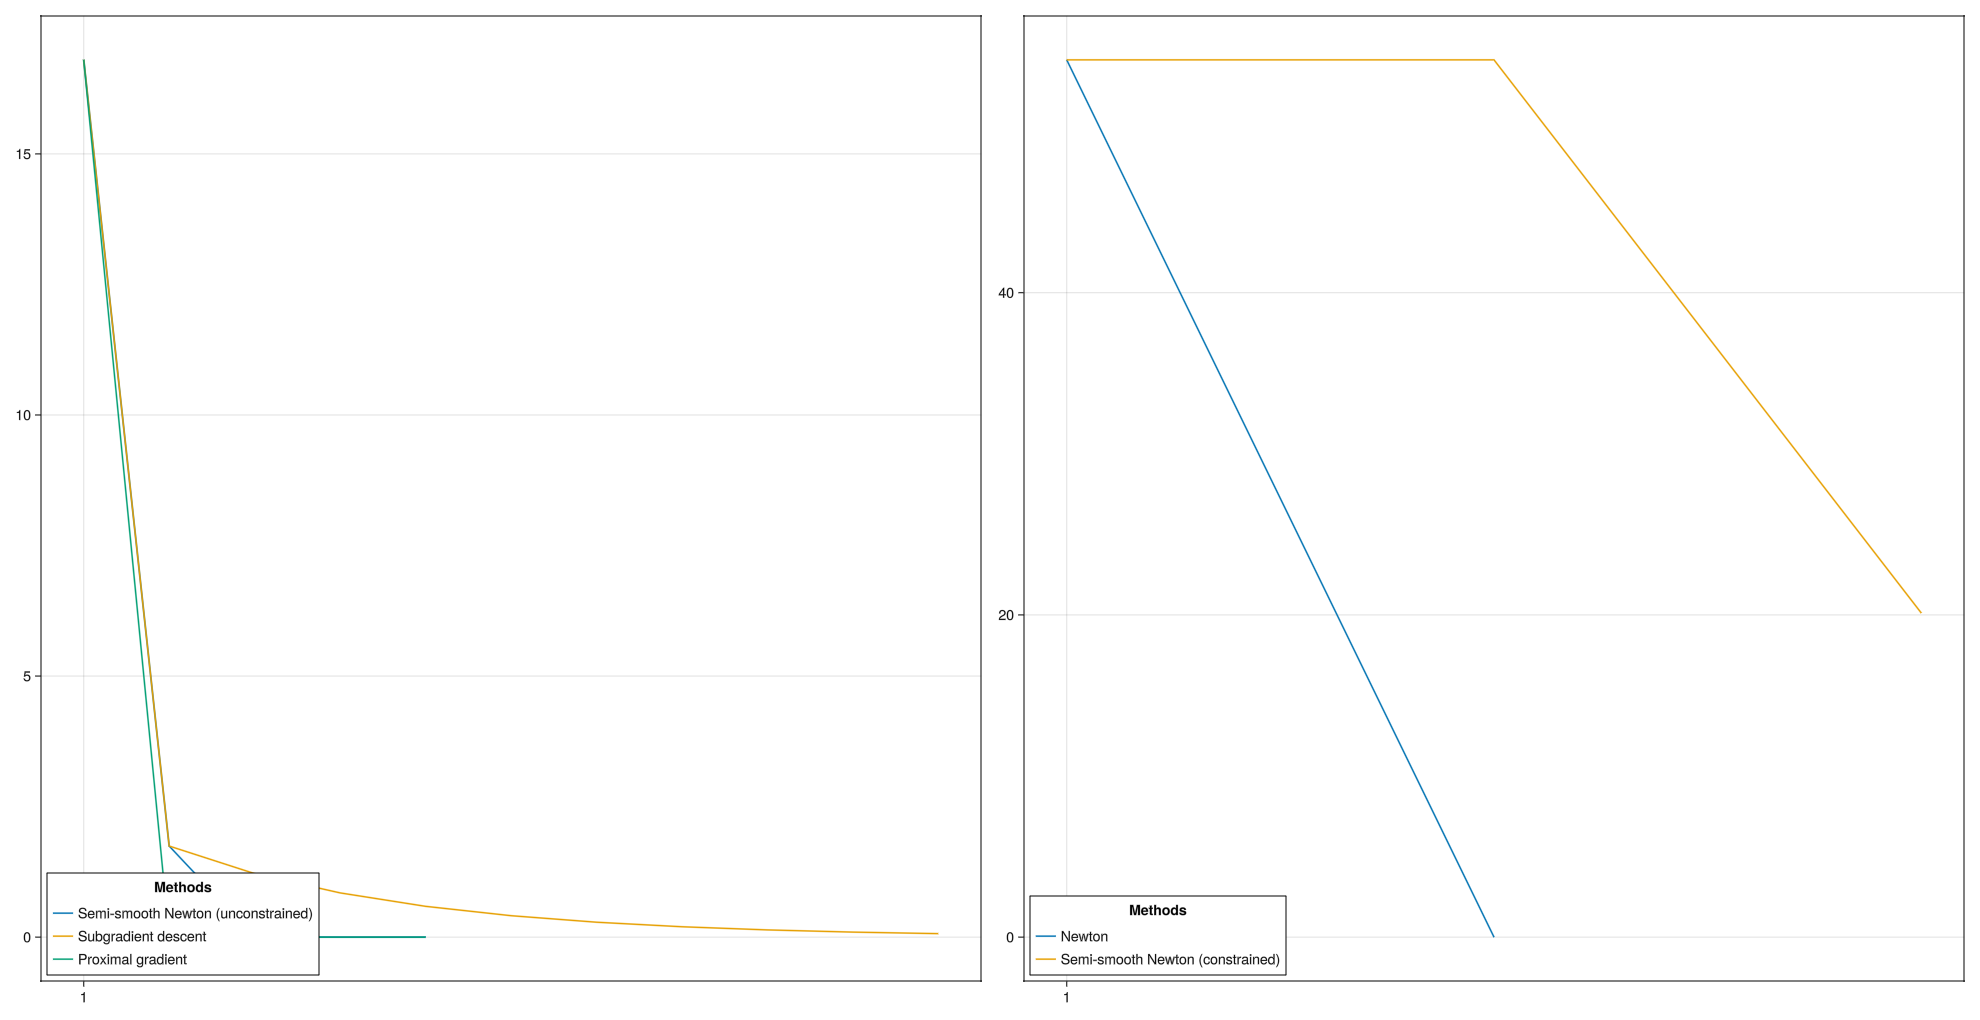 15
10
5
0
1
Methods
Semi-smooth Newton (unconstrained)
Subgradient descent
Proximal gradient
40
20
0
1
Methods
Newton
Semi-smooth Newton (constrained)